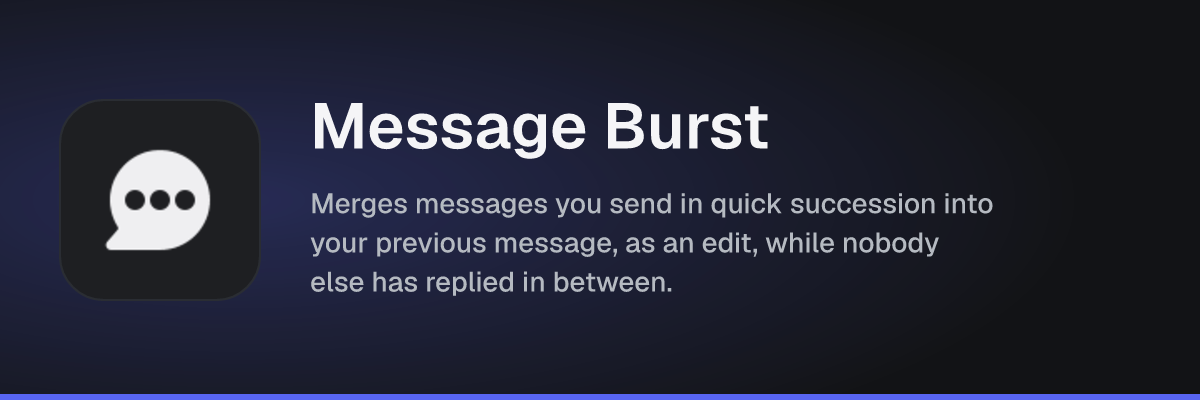 Message Burst
Merges messages you send in quick succession into
your previous message, as an edit, while nobody
else has replied in between.